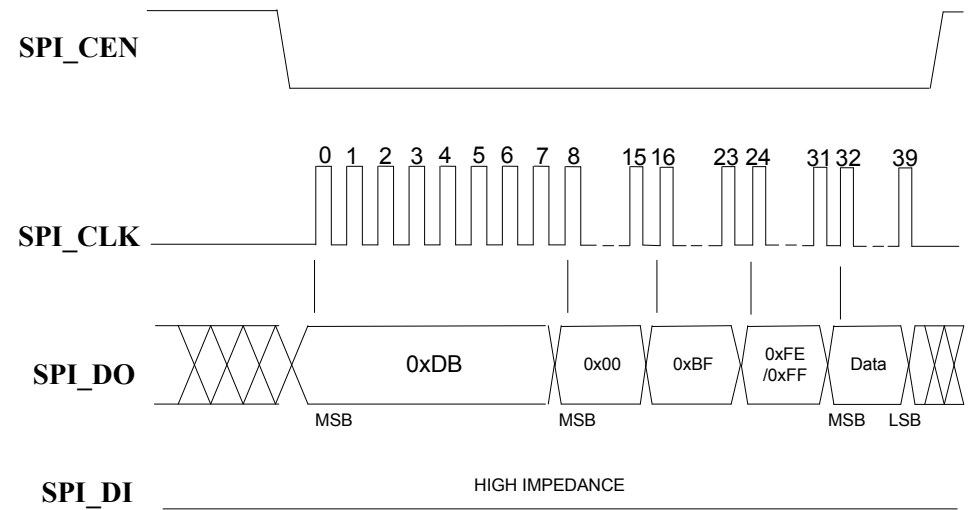 SPI_CEN
0 1 2 3 4 5 6 7 8 15 16 23 24 31 32 39
SPI_CLK
SPI_DO
0xDB 0x00 0xBF 0xFE /0xFF Data
MSB MSB MSB LSB
HIGH IMPEDANCE
SPI_DI